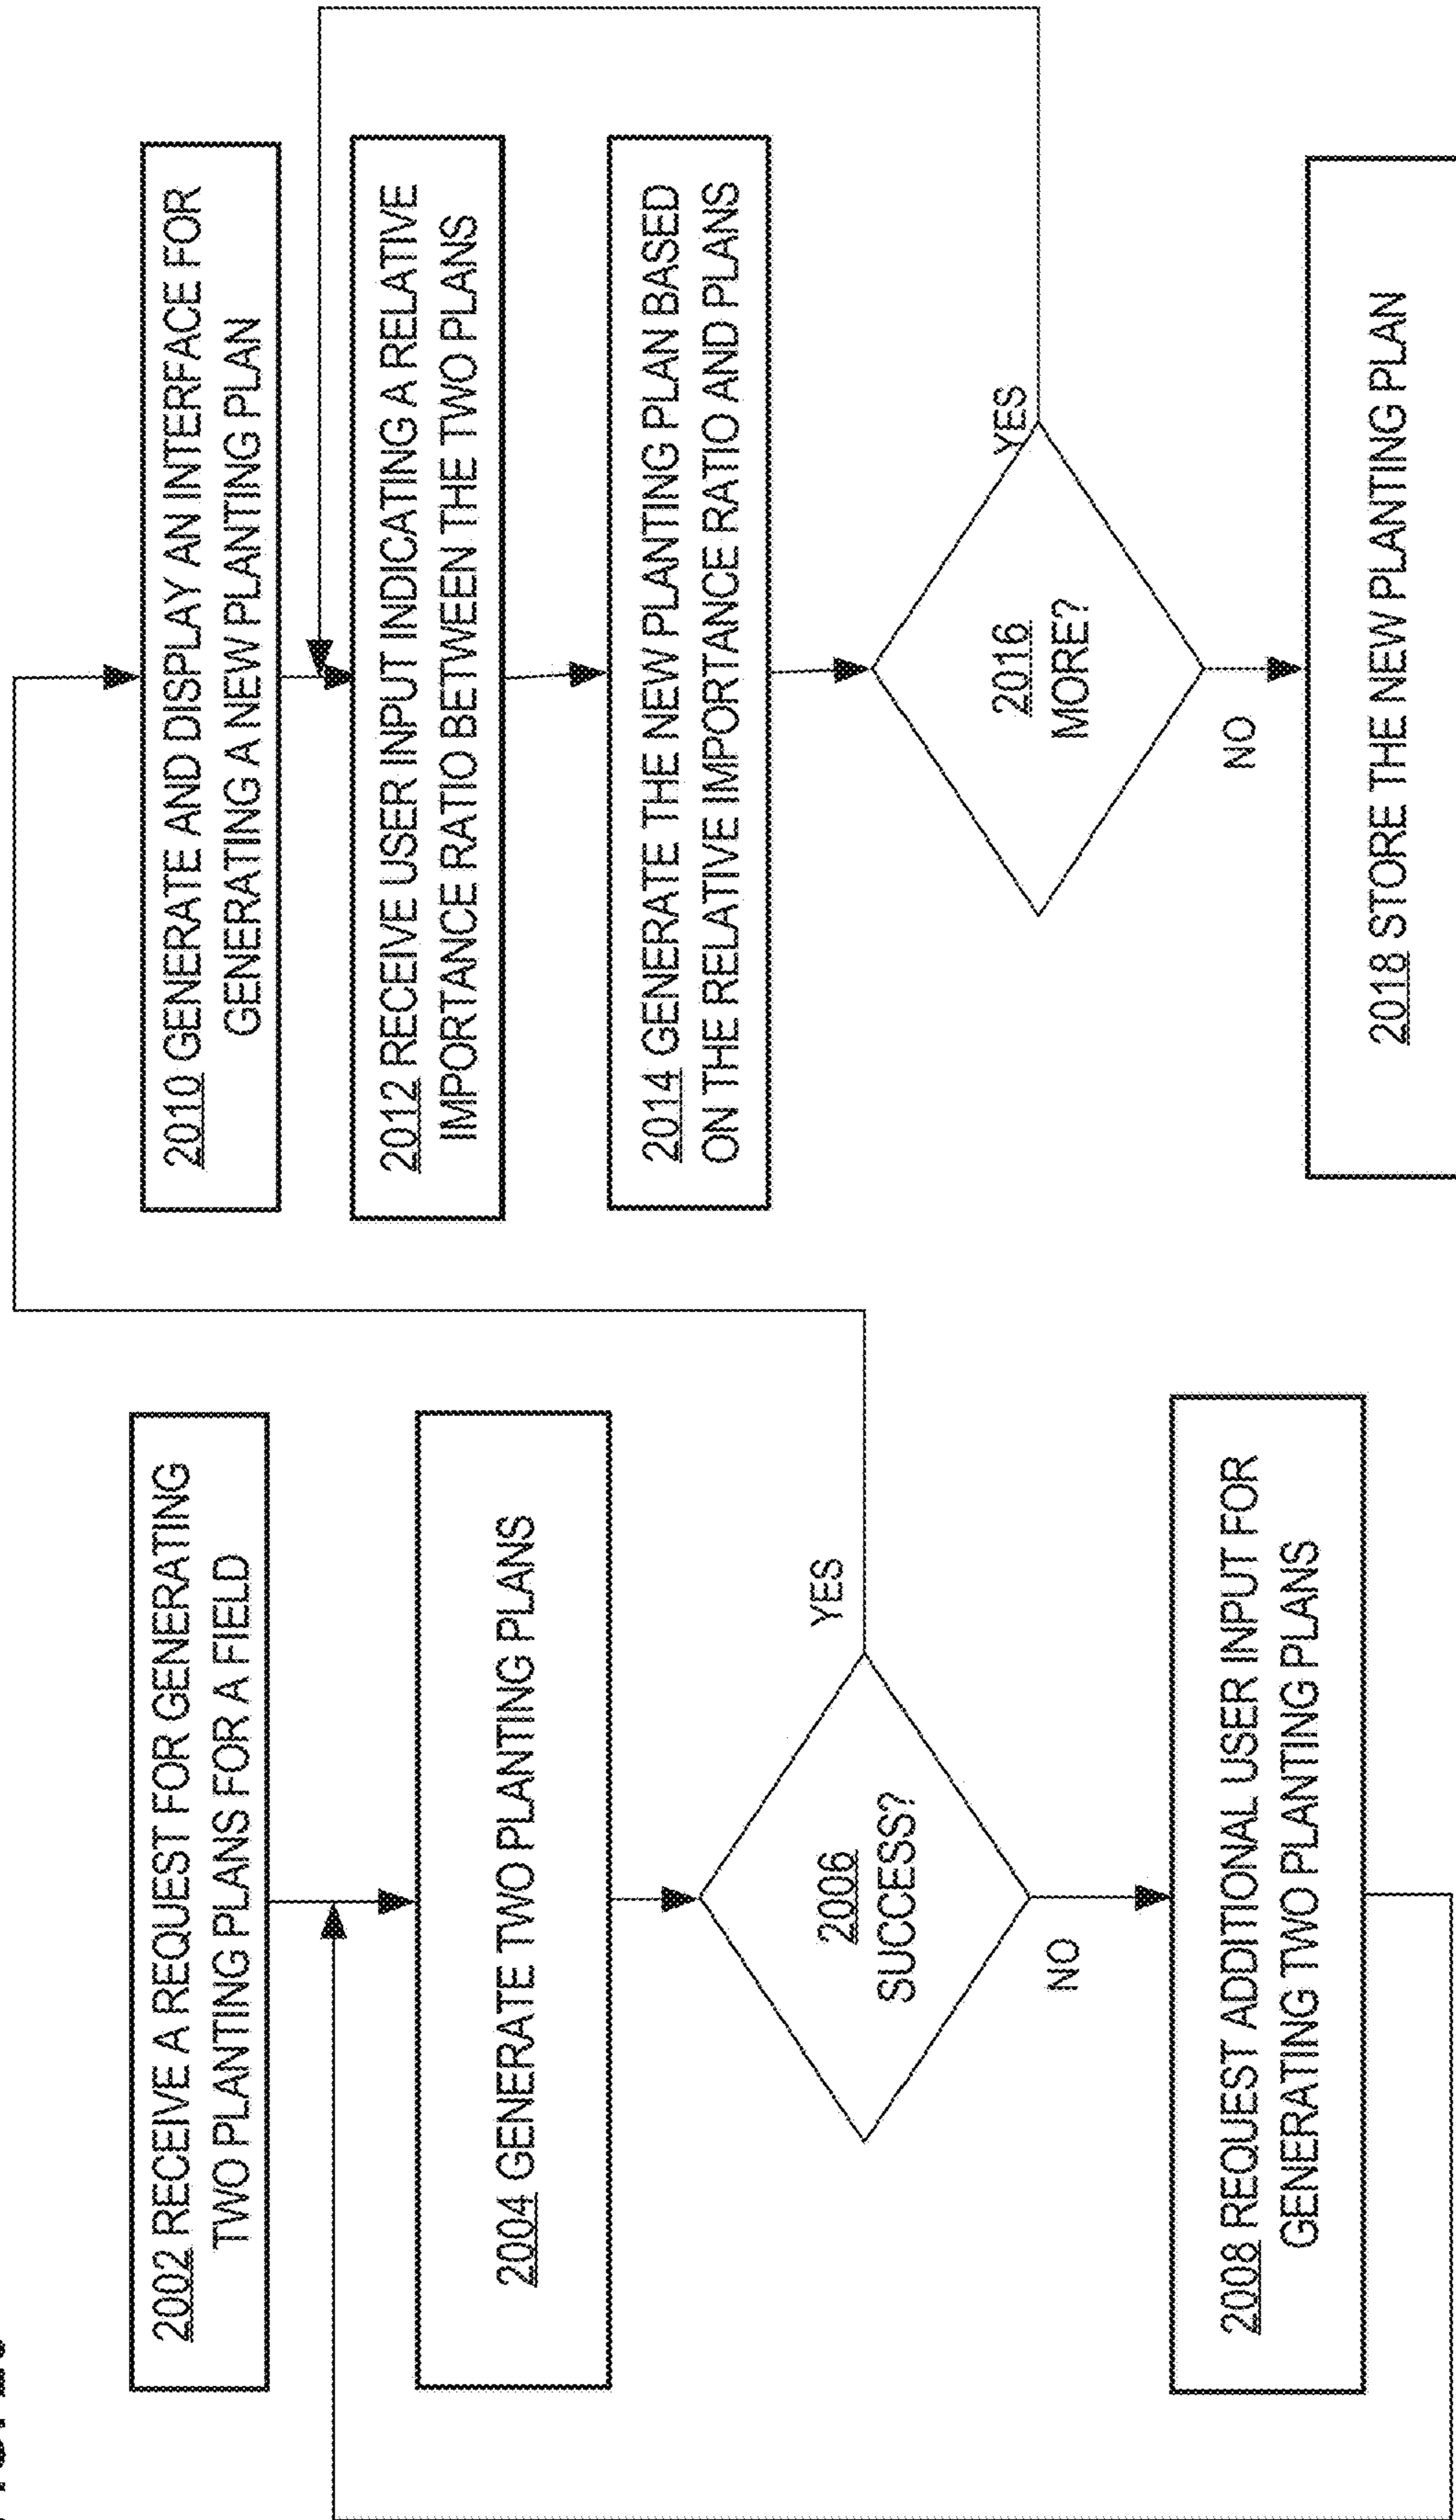 2002 RECEIVE A REQUEST FOR GENERATING
TWO PLANTING PLANS FOR A FIELD
2004 GENERATE TWO PLANTING PLANS
2006
SUCCESS?
YES
NO
2008 REQUEST ADDITIONAL USER INPUT FOR
GENERATING TWO PLANTING PLANS
2010 GENERATE AND DISPLAY AN INTERFACE FOR
GENERATING A NEW PLANTING PLAN
2012 RECEIVE USER INPUT INDICATING A RELATIVE
IMPORTANCE RATIO BETWEEN THE TWO PLANS
2014 GENERATE THE NEW PLANTING PLAN BASED
ON THE RELATIVE IMPORTANCE RATIO AND PLANS
2016
MORE?
YES
NO
2018 STORE THE NEW PLANTING PLAN